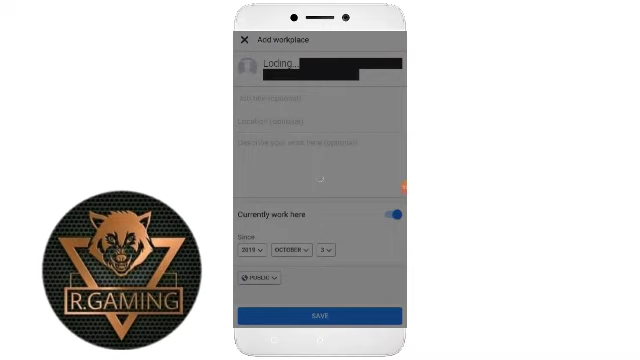 Add workplace
Loding...
Job title (optional)
Location (optional)
Describe your work here (optional)
Currently work here
Since
2019 OCTOBER 3
PUBLIC
SAVE
R.GAMING